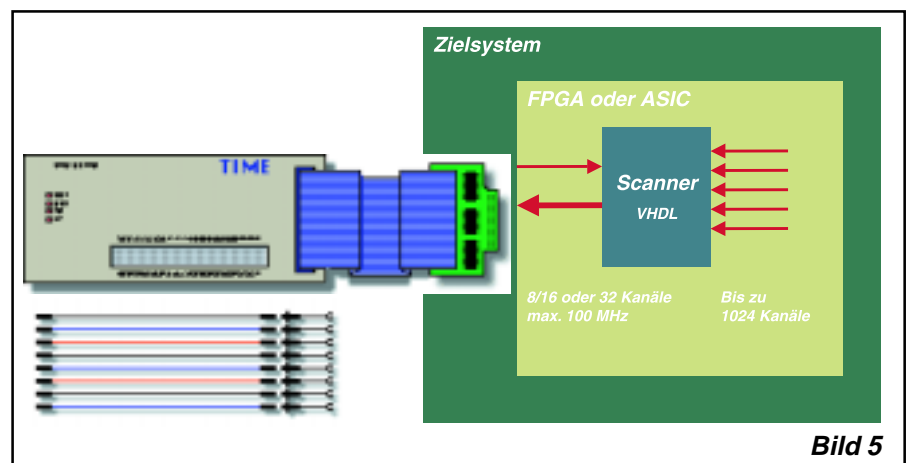 Zielsystem
FPGA oder ASIC
TIME
Scanner
VHDL
8/16 oder 32 Kanäle
max. 100 MHz
Bis zu
1024 Kanäle
Bild 5